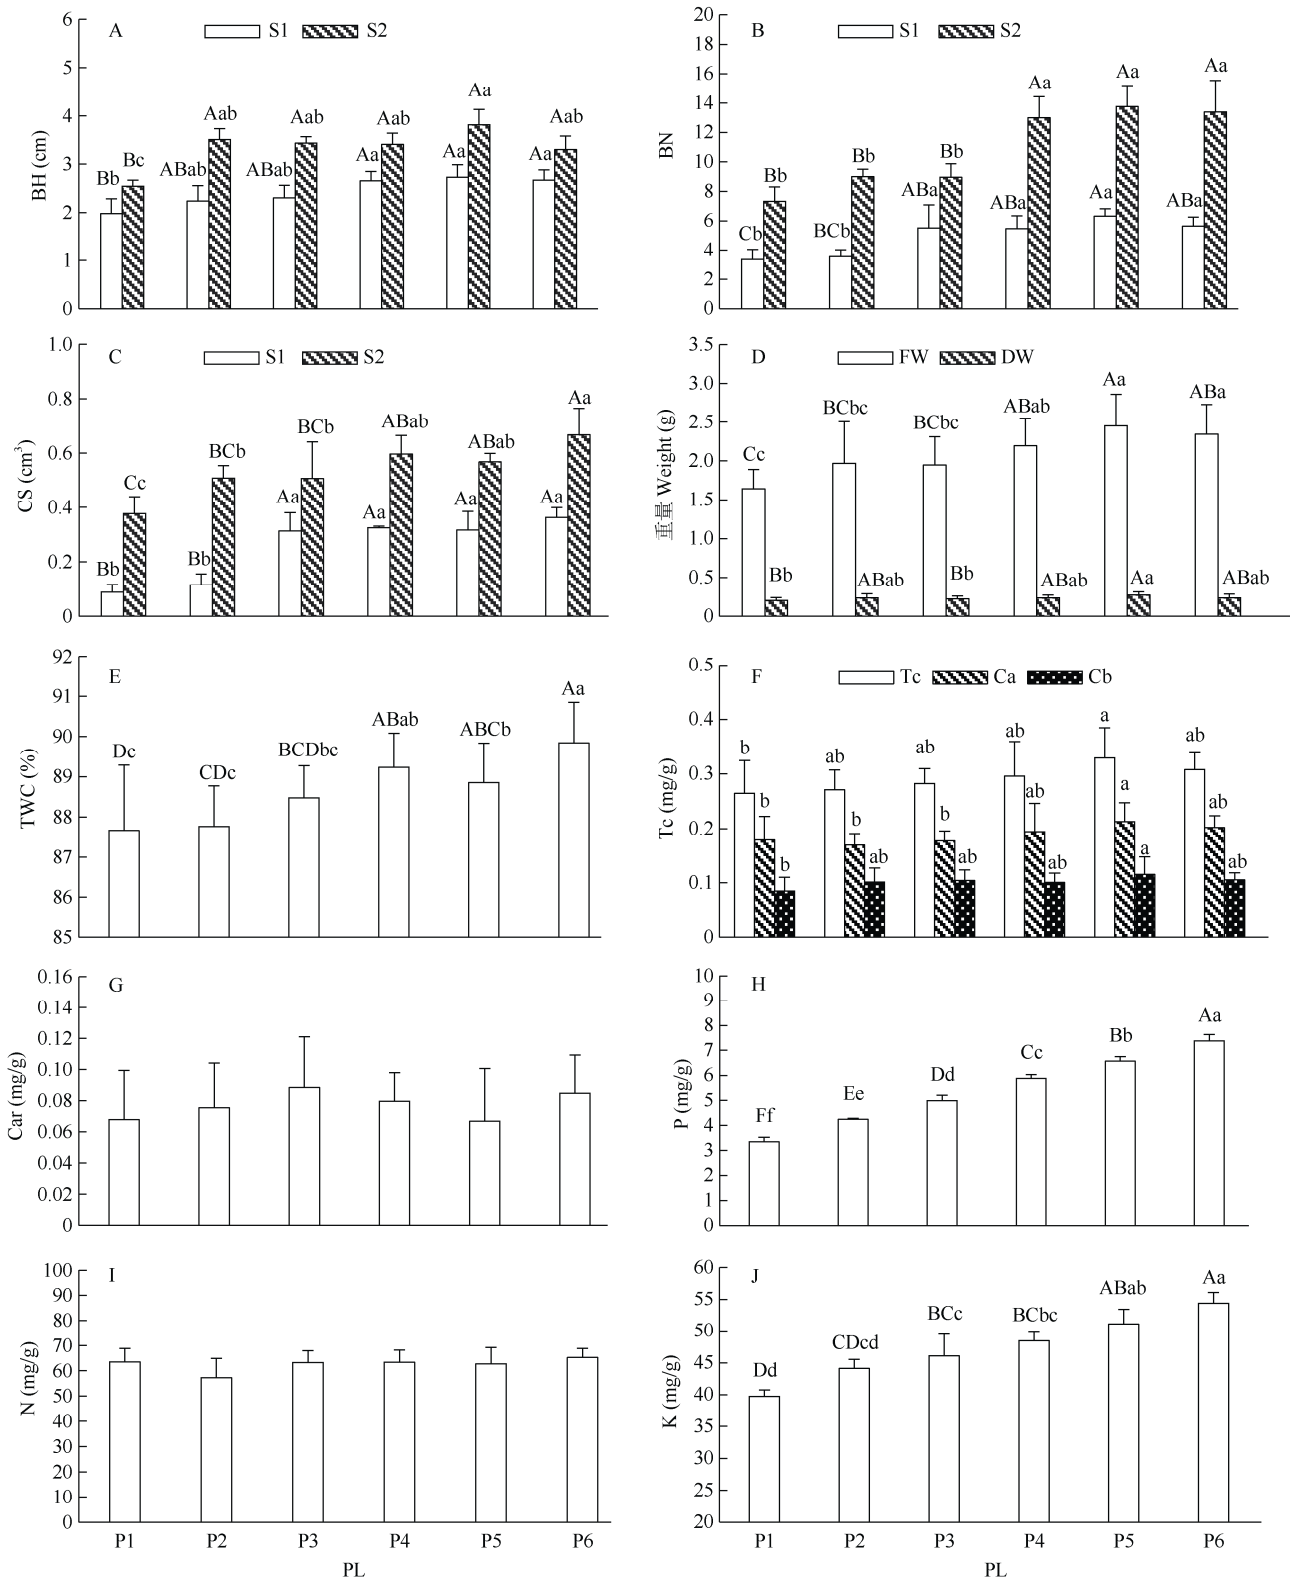 A
S1 S2
6
5
4
3
2
1
0
BH (cm)
Bb Bc ABab Aab ABab Aab Aa Aab Aa Aa Aa Aab
B
S1 S2
20
18
16
14
12
10
8
6
4
2
0
BN
Cb Bb BCb Bb ABa Bb ABa Aa Aa Aa ABa Aa
C
S1 S2
1.0
0.8
0.6
0.4
0.2
0
CS (cm³)
Bb Cc Bb BCb Aa BCb Aa ABab Aa ABab Aa Aa
D
FW DW
3.5
3.0
2.5
2.0
1.5
1.0
0.5
0
重量 Weight (g)
Cc Bb BCbc ABab BCbc Bb ABab ABab Aa Aa ABa ABab
E
92
91
90
89
88
87
86
85
TWC (%)
Dc CDc BCDbc ABab ABCb Aa
F
Tc Ca Cb
0.5
0.4
0.3
0.2
0.1
0
Tc (mg/g)
b b b ab b ab ab b ab ab ab ab a a a ab ab ab
G
0.16
0.14
0.12
0.10
0.08
0.06
0.04
0.02
0
Car (mg/g)
H
10
9
8
7
6
5
4
3
2
1
0
P (mg/g)
Ff Ee Dd Cc Bb Aa
I
100
90
80
70
60
50
40
30
20
10
0
N (mg/g)
P1 P2 P3 P4 P5 P6
PL
J
60
55
50
45
40
35
30
25
20
K (mg/g)
Dd CDcd BCc BCbc ABab Aa
P1 P2 P3 P4 P5 P6
PL